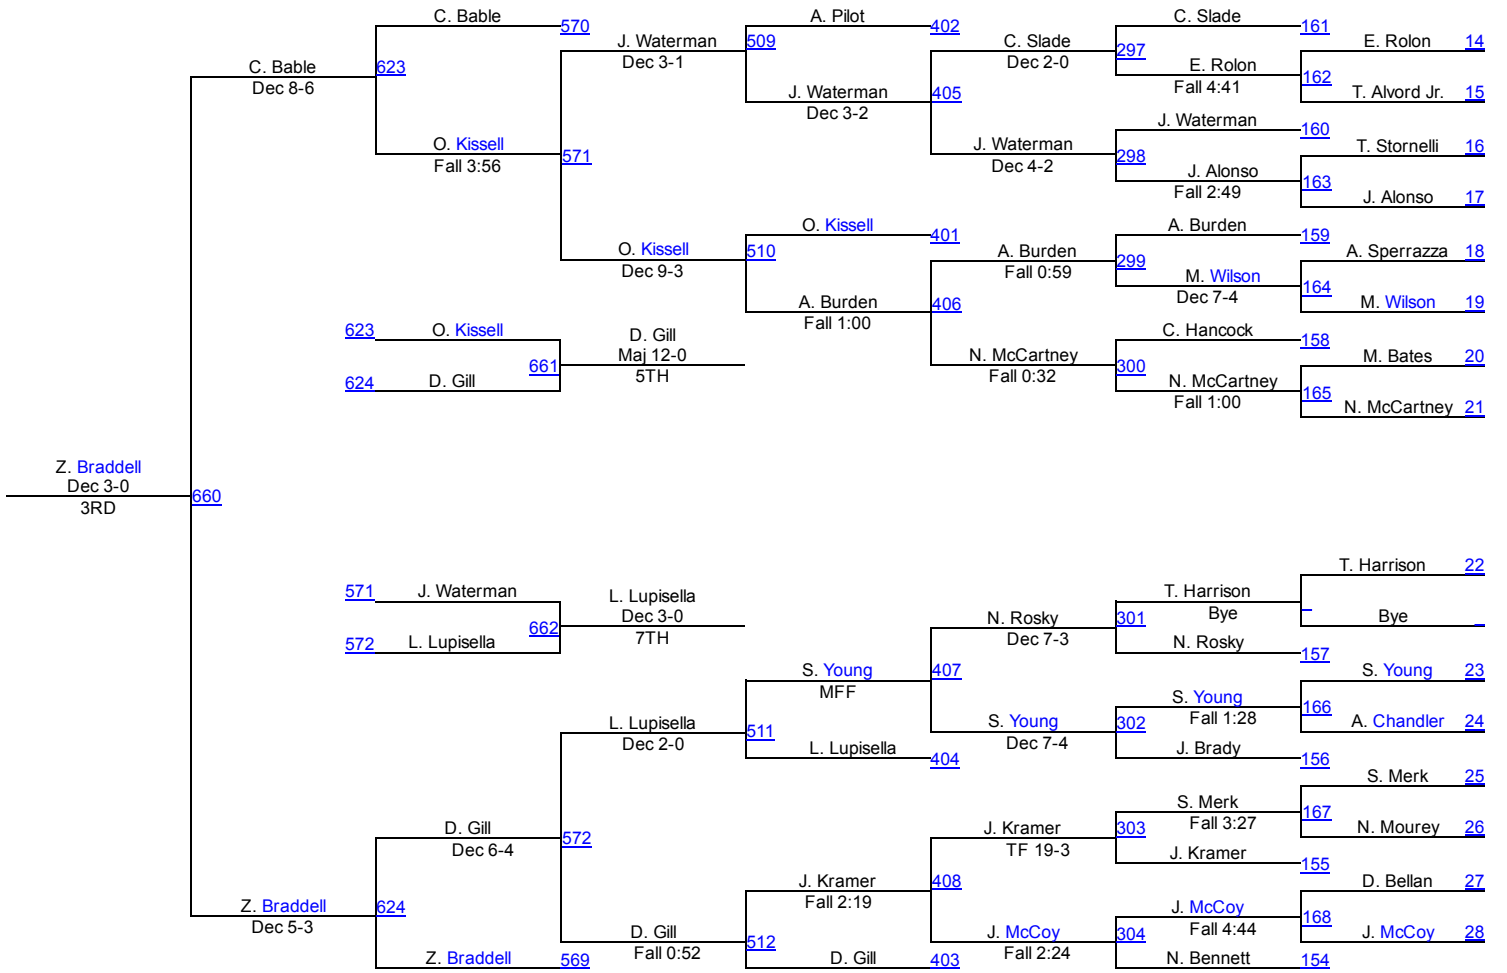 C. Bable
570
A. Pilot
402
C. Slade
161
J. Waterman
509
C. Slade
297
E. Rolon
14
Dec 3-1
Dec 2-0
C. Bable
623
E. Rolon
162
Dec 8-6
Fall 4:41
J. Waterman
405
T. Alvord Jr.
15
Dec 3-2
J. Waterman
160
O. Kissell
571
J. Waterman
298
T. Stornelli
16
Fall 3:56
Dec 4-2
J. Alonso
163
Fall 2:49
J. Alonso
17
O. Kissell
401
A. Burden
159
O. Kissell
510
A. Burden
299
A. Sperrazza
18
Dec 9-3
Fall 0:59
M. Wilson
164
Dec 7-4
A. Burden
406
M. Wilson
19
Fall 1:00
623
O. Kissell
D. Gill
C. Hancock
158
Maj 12-0
661
5TH
N. McCartney
300
M. Bates
20
Fall 0:32
624
D. Gill
N. McCartney
165
Fall 1:00
N. McCartney
21
Z. Braddell
Dec 3-0
660
3RD
T. Harrison
22
571
J. Waterman
L. Lupisella
T. Harrison
Dec 3-0
Bye
Bye
662
7TH
N. Rosky
301
Dec 7-3
572
L. Lupisella
N. Rosky
157
S. Young
407
S. Young
23
MFF
S. Young
166
Fall 1:28
L. Lupisella
511
S. Young
302
A. Chandler
24
Dec 2-0
Dec 7-4
L. Lupisella
404
J. Brady
156
S. Merk
25
S. Merk
167
Fall 3:27
D. Gill
572
J. Kramer
303
N. Mourey
26
Dec 6-4
TF 19-3
J. Kramer
155
J. Kramer
408
D. Bellan
27
Fall 2:19
Z. Braddell
624
J. McCoy
168
Dec 5-3
Fall 4:44
D. Gill
512
J. McCoy
304
J. McCoy
28
Fall 0:52
Fall 2:24
Z. Braddell
569
D. Gill
403
N. Bennett
154